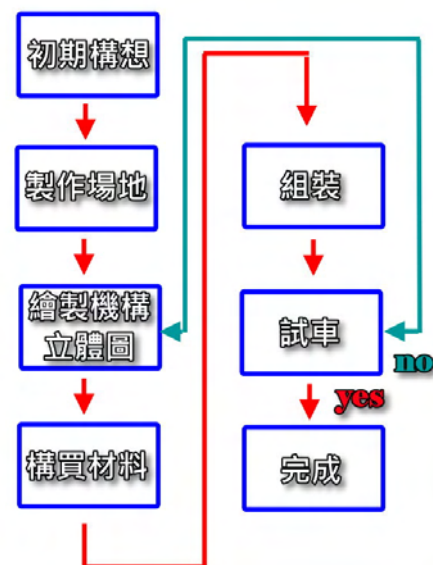 初期構想
製作場地
繪製機構
立體圖
構買材料
組裝
試車
no
yes
完成